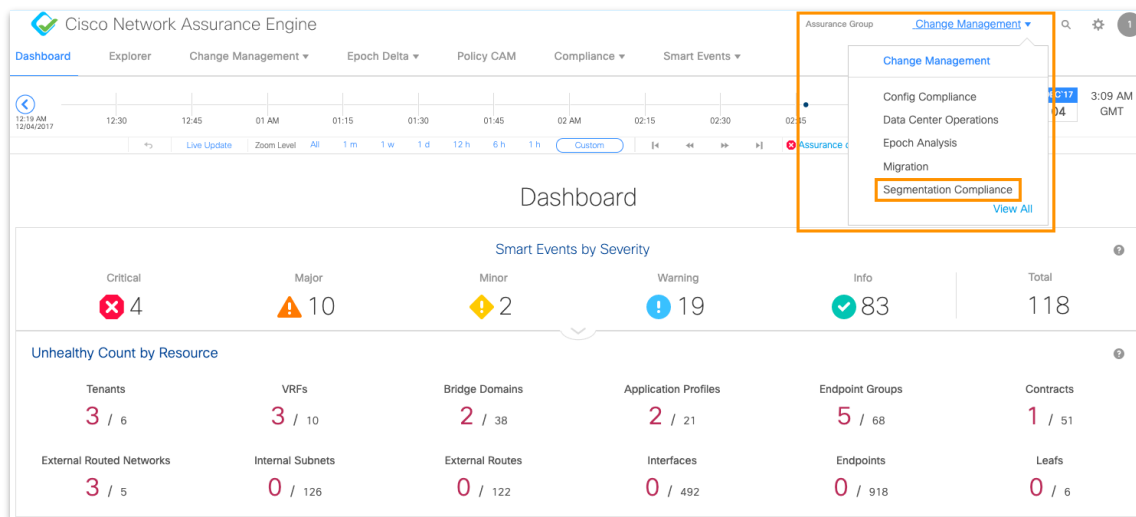 Cisco Network Assurance Engine
Assurance Group
Change Management ▾
1
Dashboard
Explorer
Change Management ▾
Epoch Delta ▾
Policy CAM
Compliance ▾
Smart Events ▾
Change Management
Config Compliance
Data Center Operations
Epoch Analysis
Migration
Segmentation Compliance
View All
12:19 AM
12/04/2017
12:30
12:45
01 AM
01:15
01:30
01:45
02 AM
02:15
02:30
02:45
04
3:09 AM
GMT
Live Update
Zoom Level
All
1 m
1 w
1 d
12 h
6 h
1 h
Custom
Assurance
Dashboard
Smart Events by Severity
Critical
Major
Minor
Warning
Info
Total
4
10
2
19
83
118
Unhealthy Count by Resource
Tenants
VRFs
Bridge Domains
Application Profiles
Endpoint Groups
Contracts
3 / 6
3 / 10
2 / 38
2 / 21
5 / 68
1 / 51
External Routed Networks
Internal Subnets
External Routes
Interfaces
Endpoints
Leafs
3 / 5
0 / 126
0 / 122
0 / 492
0 / 918
0 / 6